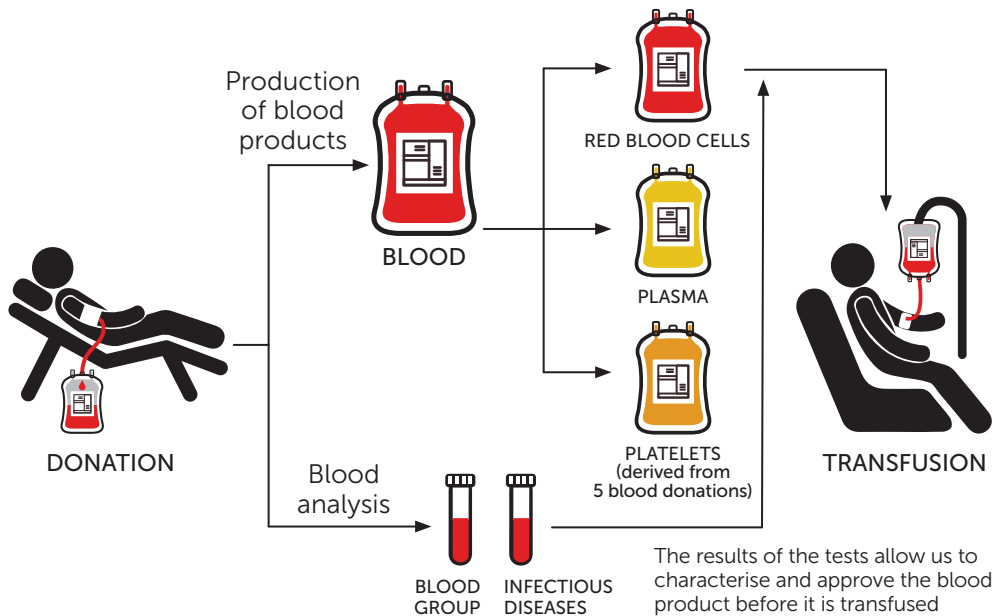 Production
of blood
products
BLOOD
RED BLOOD CELLS
PLASMA
PLATELETS
(derived from
5 blood donations)
DONATION
TRANSFUSION
Blood
analysis
BLOOD
GROUP
INFECTIOUS
DISEASES
The results of the tests allow us to
characterise and approve the blood
product before it is transfused